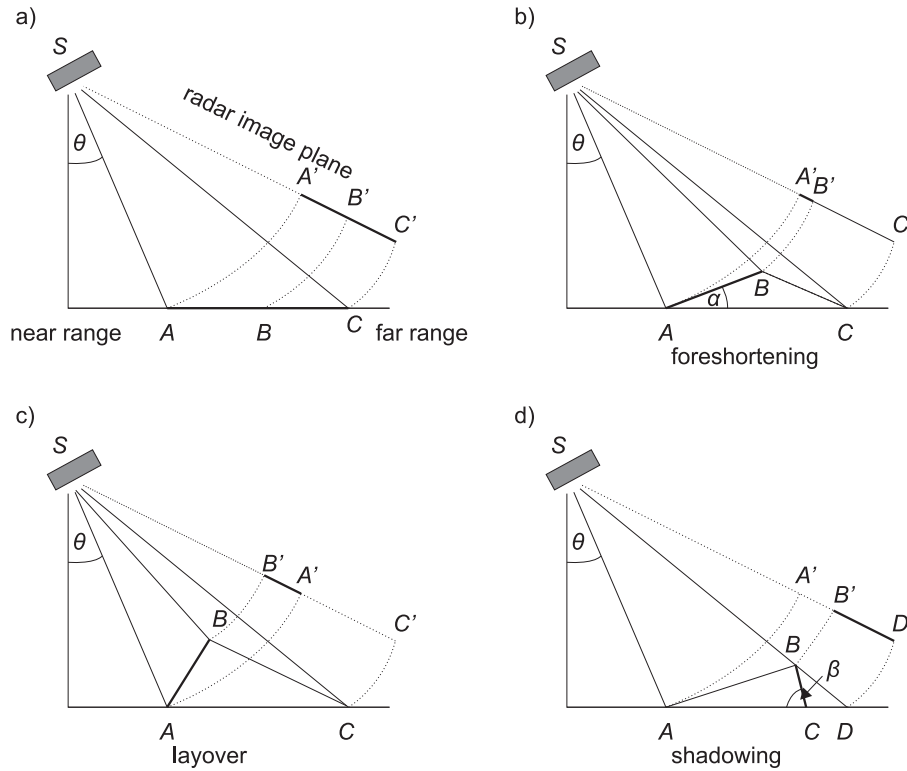 a)
S
θ
radar image plane
A'
B'
C'
near range
A
B
C
far range
b)
S
θ
A'
B'
C
α
B
A
C
foreshortening
c)
S
θ
B'
A'
B
C'
A
C
layover
d)
S
θ
A'
B'
D
B
β
A
C
D
shadowing